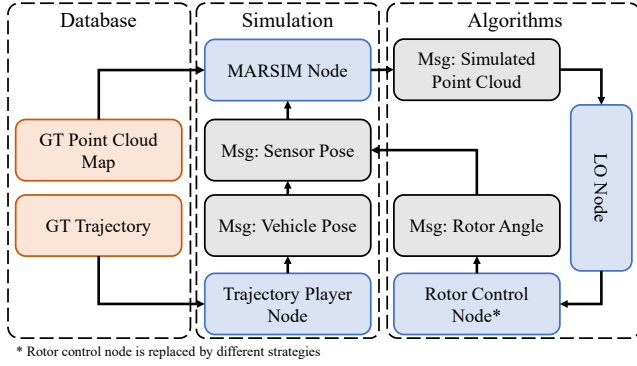 Database
Simulation
Algorithms
MARSIM Node
Msg: Simulated
Point Cloud
GT Point Cloud
Map
Msg: Sensor Pose
LO Node
GT Trajectory
Msg: Vehicle Pose
Msg: Rotor Angle
Trajectory Player
Node
Rotor Control
Node*
* Rotor control node is replaced by different strategies